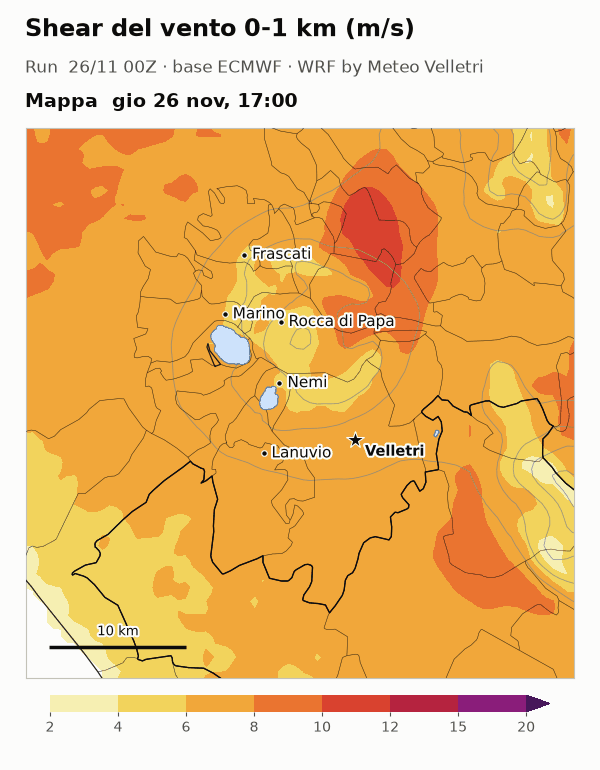 Shear del vento 0-1 km (m/s)
Run  26/11 00Z · base ECMWF · WRF by Meteo Velletri
Mappa  gio 26 nov, 17:00
Frascati
Marino
Rocca di Papa
Nemi
Velletri
Lanuvio
10 km
2 4 6 8 10 12 15 20